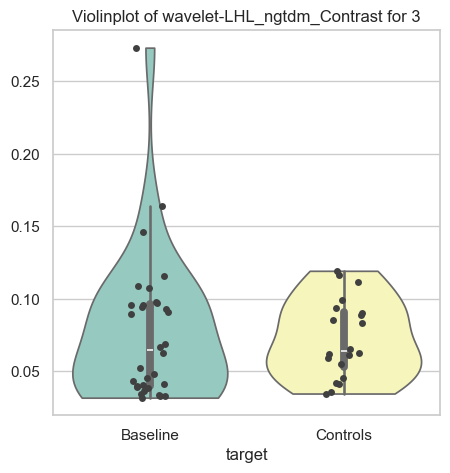 Violinplot of wavelet-LHL_ngtdm_Contrast for 3
0.25
0.20
0.15
0.10
0.05
Baseline Controls
target